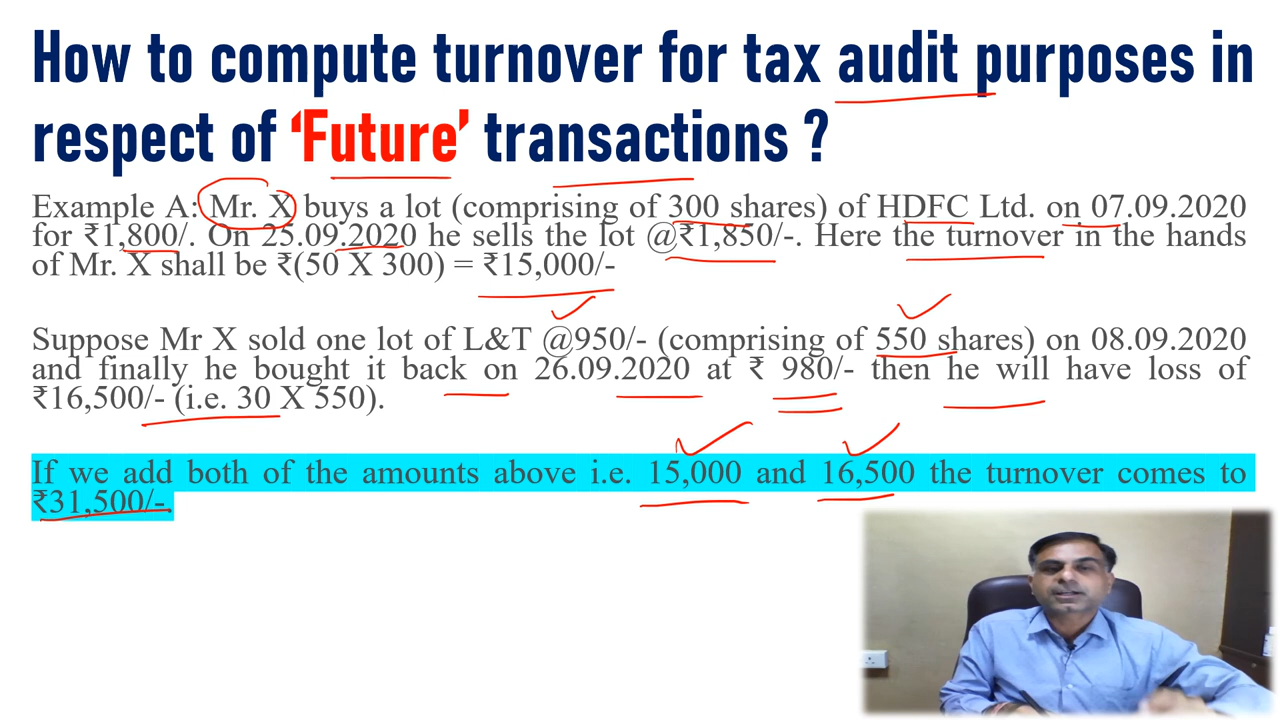 How to compute turnover for tax audit purposes in
respect of ‘Future’ transactions ?
Example A: Mr. X buys a lot (comprising of 300 shares) of HDFC Ltd. on 07.09.2020
for ₹1,800/. On 25.09.2020 he sells the lot @₹1,850/-. Here the turnover in the hands
of Mr. X shall be ₹(50 X 300) = ₹15,000/-
Suppose Mr X sold one lot of L&T @950/- (comprising of 550 shares) on 08.09.2020
and finally he bought it back on 26.09.2020 at ₹ 980/- then he will have loss of
₹16,500/- (i.e. 30 X 550).
If we add both of the amounts above i.e. 15,000 and 16,500 the turnover comes to
₹31,500/-.